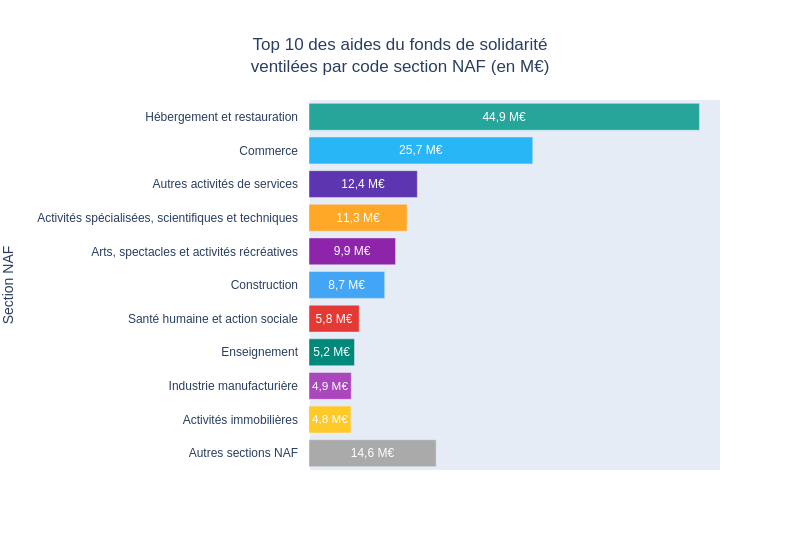 Top 10 des aides du fonds de solidarité
ventilées par code section NAF (en M€)
Section NAF
Hébergement et restauration 44,9 M€
Commerce 25,7 M€
Autres activités de services 12,4 M€
Activités spécialisées, scientifiques et techniques 11,3 M€
Arts, spectacles et activités récréatives 9,9 M€
Construction 8,7 M€
Santé humaine et action sociale 5,8 M€
Enseignement 5,2 M€
Industrie manufacturière 4,9 M€
Activités immobilières 4,8 M€
Autres sections NAF 14,6 M€